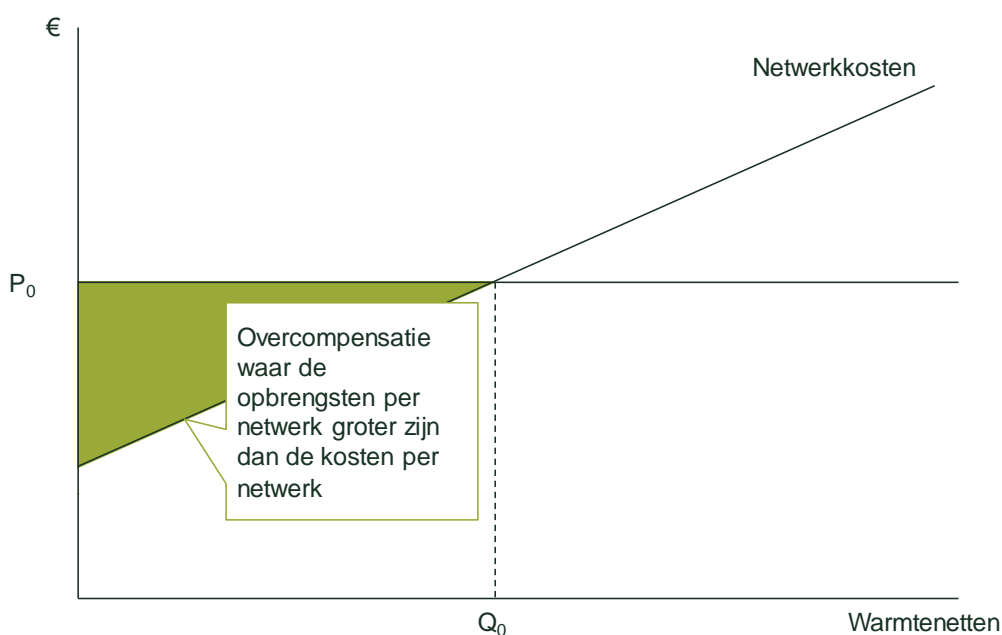 €
Netwerkkosten
P0
Overcompensatie
waar de
opbrengsten per
netwerk groter zijn
dan de kosten per
netwerk
Q0
Warmtenetten